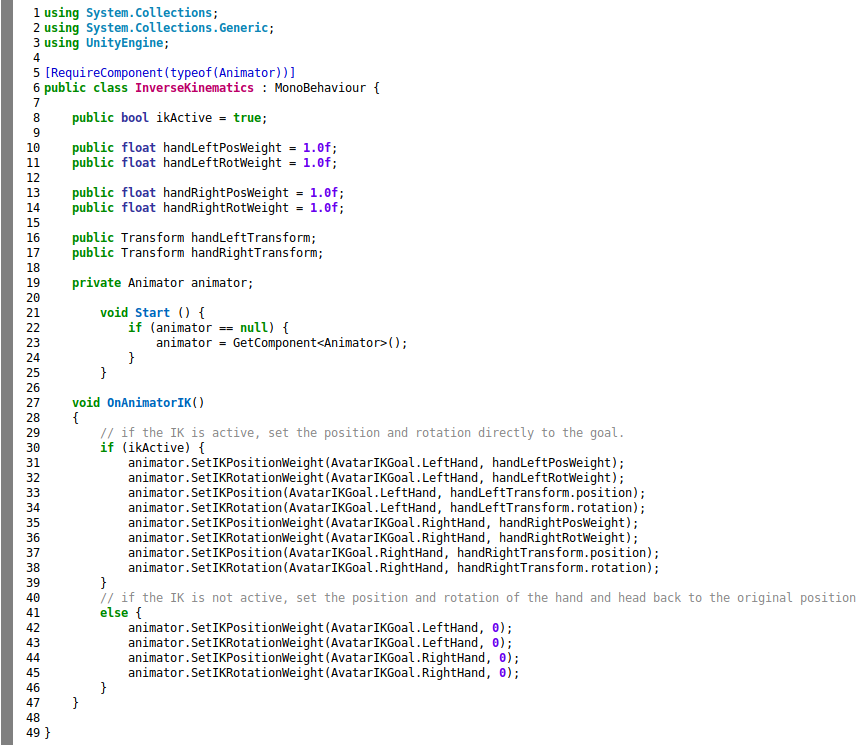 1 using System.Collections;
2 using System.Collections.Generic;
3 using UnityEngine;
4
5 [RequireComponent(typeof(Animator))]
6 public class InverseKinematics : MonoBehaviour {
7
8     public bool ikActive = true;
9
10     public float handLeftPosWeight = 1.0f;
11     public float handLeftRotWeight = 1.0f;
12
13     public float handRightPosWeight = 1.0f;
14     public float handRightRotWeight = 1.0f;
15
16     public Transform handLeftTransform;
17     public Transform handRightTransform;
18
19     private Animator animator;
20
21         void Start () {
22             if (animator == null) {
23                 animator = GetComponent<Animator>();
24             }
25         }
26
27     void OnAnimatorIK()
28     {
29         // if the IK is active, set the position and rotation directly to the goal.
30         if (ikActive) {
31             animator.SetIKPositionWeight(AvatarIKGoal.LeftHand, handLeftPosWeight);
32             animator.SetIKRotationWeight(AvatarIKGoal.LeftHand, handLeftRotWeight);
33             animator.SetIKPosition(AvatarIKGoal.LeftHand, handLeftTransform.position);
34             animator.SetIKRotation(AvatarIKGoal.LeftHand, handLeftTransform.rotation);
35             animator.SetIKPositionWeight(AvatarIKGoal.RightHand, handRightPosWeight);
36             animator.SetIKRotationWeight(AvatarIKGoal.RightHand, handRightRotWeight);
37             animator.SetIKPosition(AvatarIKGoal.RightHand, handRightTransform.position);
38             animator.SetIKRotation(AvatarIKGoal.RightHand, handRightTransform.rotation);
39         }
40         // if the IK is not active, set the position and rotation of the hand and head back to the original position
41         else {
42             animator.SetIKPositionWeight(AvatarIKGoal.LeftHand, 0);
43             animator.SetIKRotationWeight(AvatarIKGoal.LeftHand, 0);
44             animator.SetIKPositionWeight(AvatarIKGoal.RightHand, 0);
45             animator.SetIKRotationWeight(AvatarIKGoal.RightHand, 0);
46         }
47     }
48
49 }